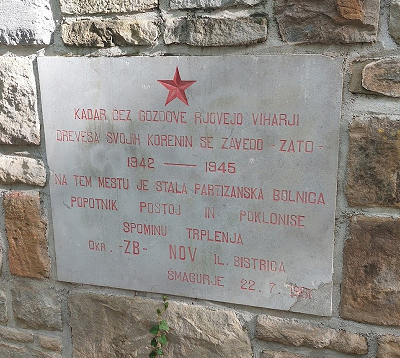 KADAR ČEZ GOZDOVE RJOVEJO VIHARJI
DREVESA SVOJIH KORENIN SE ZAVEDO - ZATO -
1942 — 1945
NA TEM MESTU JE STALA PARTIZANSKA BOLNICA
POPOTNIK POSTOJ IN POKLONISE
SPOMINU TRPLENJA
OKR. -ZB- NOV IL. BISTRICA
SMAGURJE 22. 7.